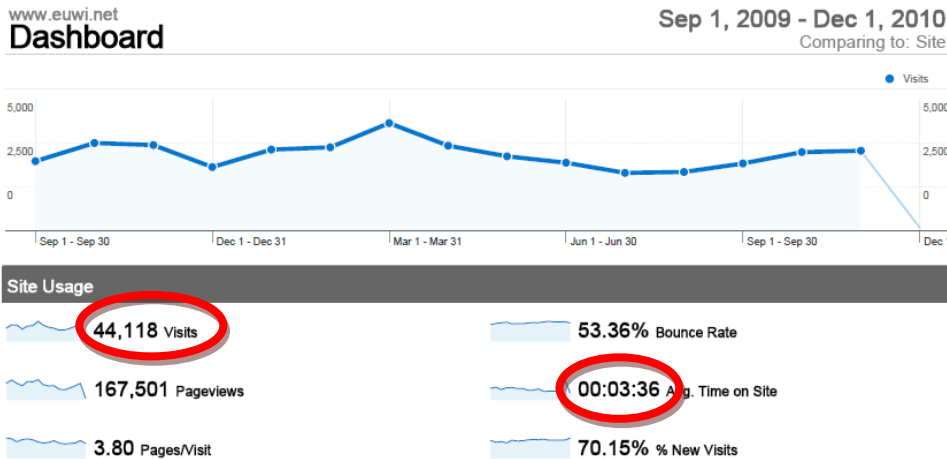 www.euwi.net
Dashboard
Sep 1, 2009 - Dec 1, 2010
Comparing to: Site
Visits
5,000
5,000
2,500
2,500
0
0
Sep 1 - Sep 30
Dec 1 - Dec 31
Mar 1 - Mar 31
Jun 1 - Jun 30
Sep 1 - Sep 30
Dec
Site Usage
44,118 Visits
53.36% Bounce Rate
167,501 Pageviews
00:03:36 Avg. Time on Site
3.80 Pages/Visit
70.15% % New Visits